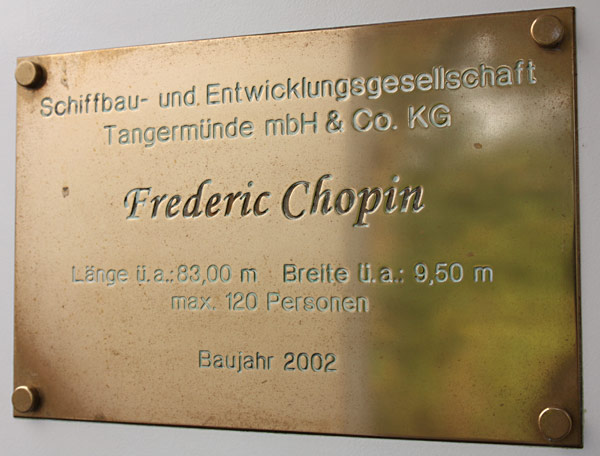 Schiffbau- und Entwicklungsgesellschaft
Tangermünde mbH & Co. KG
Frederic Chopin
Länge ü.a.: 83,00 m Breite ü.a.: 9,50 m
max. 120 Personen
Baujahr 2002